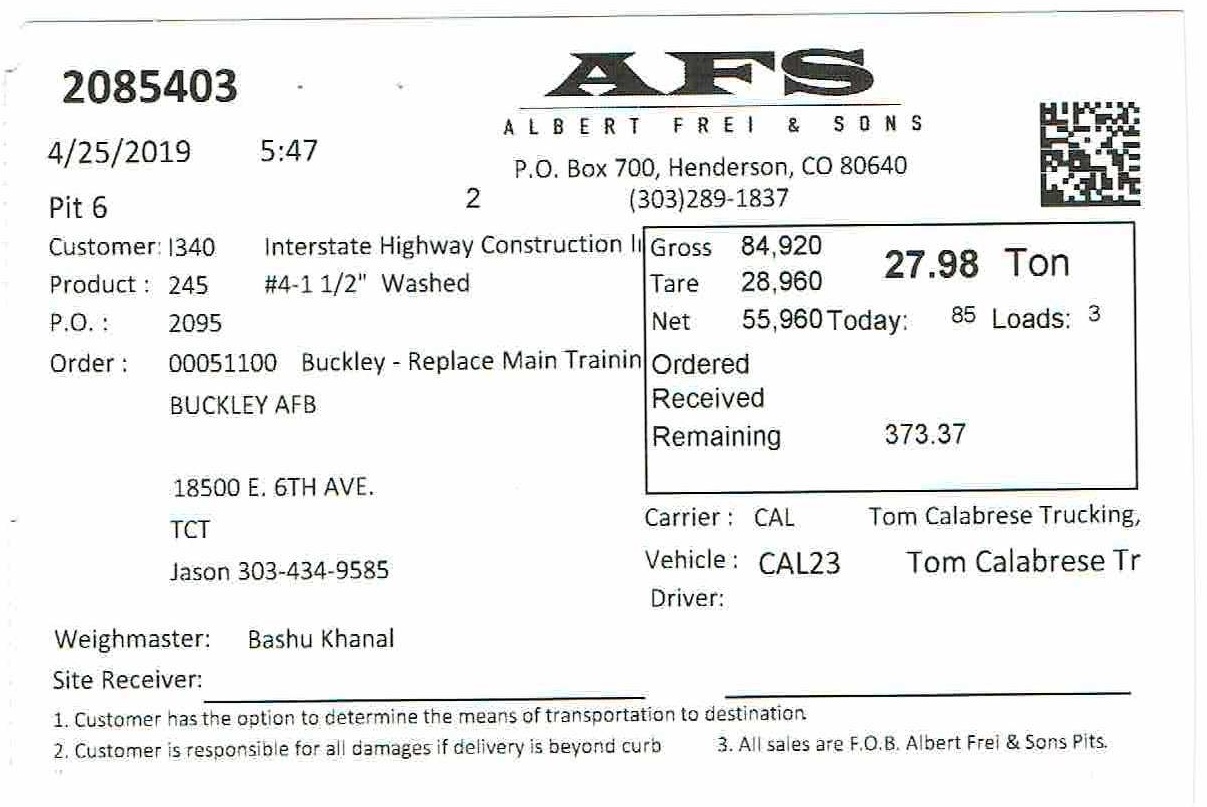 2085403
AFS
ALBERT FREI & SONS
4/25/2019 5:47
P.O. Box 700, Henderson, CO 80640
Pit 6 2 (303)289-1837
Customer: I340 Interstate Highway Construction I
Gross 84,920 27.98 Ton
Product : 245 #4-1 1/2" Washed
Tare 28,960
P.O. : 2095
Net 55,960 Today: 85 Loads: 3
Order : 00051100 Buckley - Replace Main Trainin
Ordered
BUCKLEY AFB
Received
Remaining 373.37
18500 E. 6TH AVE.
TCT
Jason 303-434-9585
Carrier : CAL Tom Calabrese Trucking,
Vehicle : CAL23 Tom Calabrese Tr
Driver:
Weighmaster: Bashu Khanal
Site Receiver:
1. Customer has the option to determine the means of transportation to destination.
2. Customer is responsible for all damages if delivery is beyond curb
3. All sales are F.O.B. Albert Frei & Sons Pits.